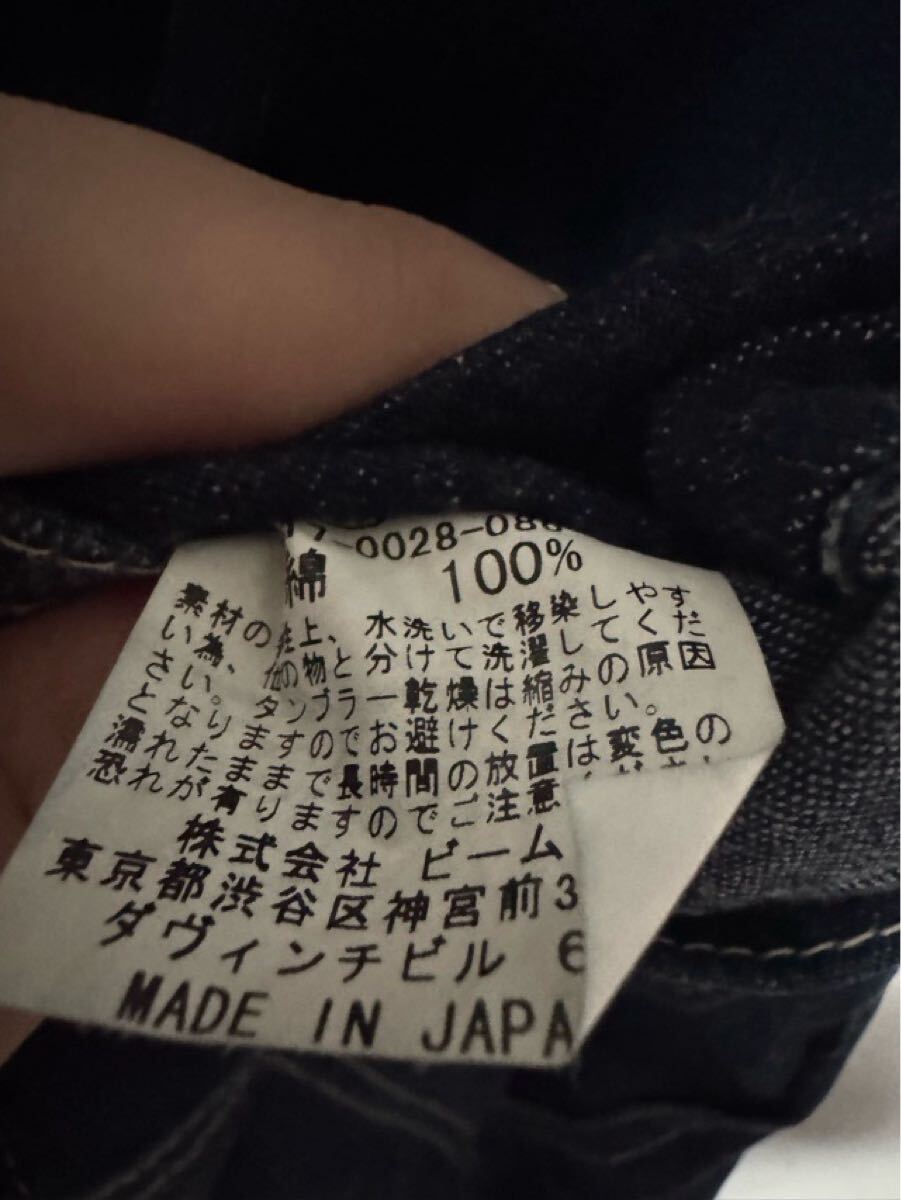 -0028-08
綿 100%
素材の 上、水洗いで移染しやす
い為、 の物と分けて洗濯してくだ
さい。タンブラー乾燥は縮みの原因
となりますのでお避けください。
濡れたままで長時間の放置は変色の
恐れが有りますのでご注意
株式会社 ビーム
東京都渋谷区神宮前3
ダヴィンチビル 6
MADE IN JAPA